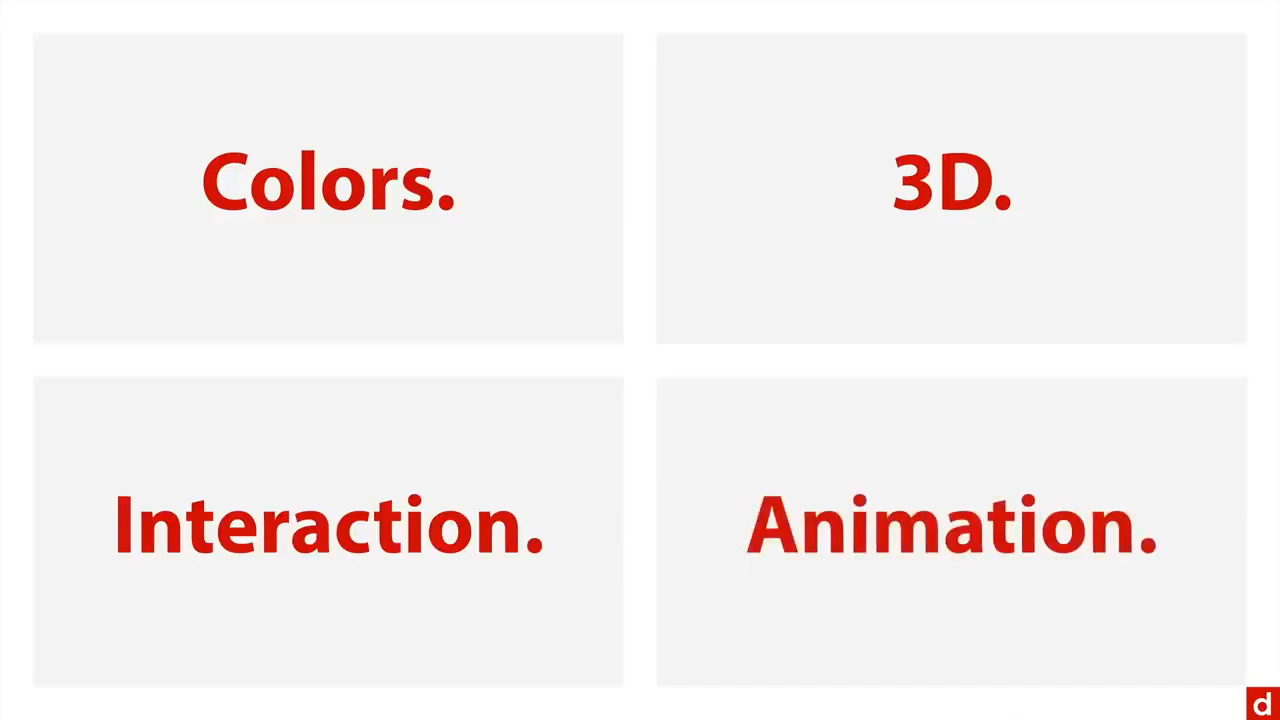 Colors.
3D.
Interaction.
Animation.
d